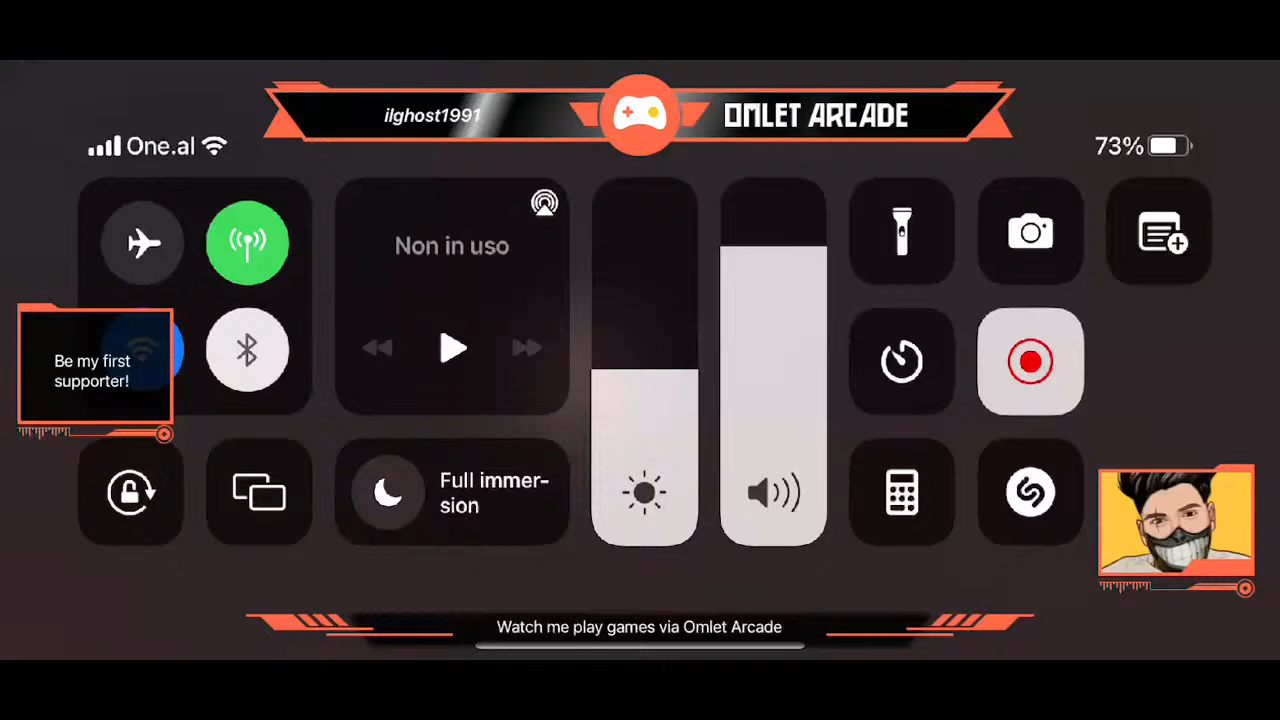 ilghost1991
OMLET ARCADE
One.al
73%
Non in uso
Be my first
supporter!
Full immer-
sion
Watch me play games via Omlet Arcade